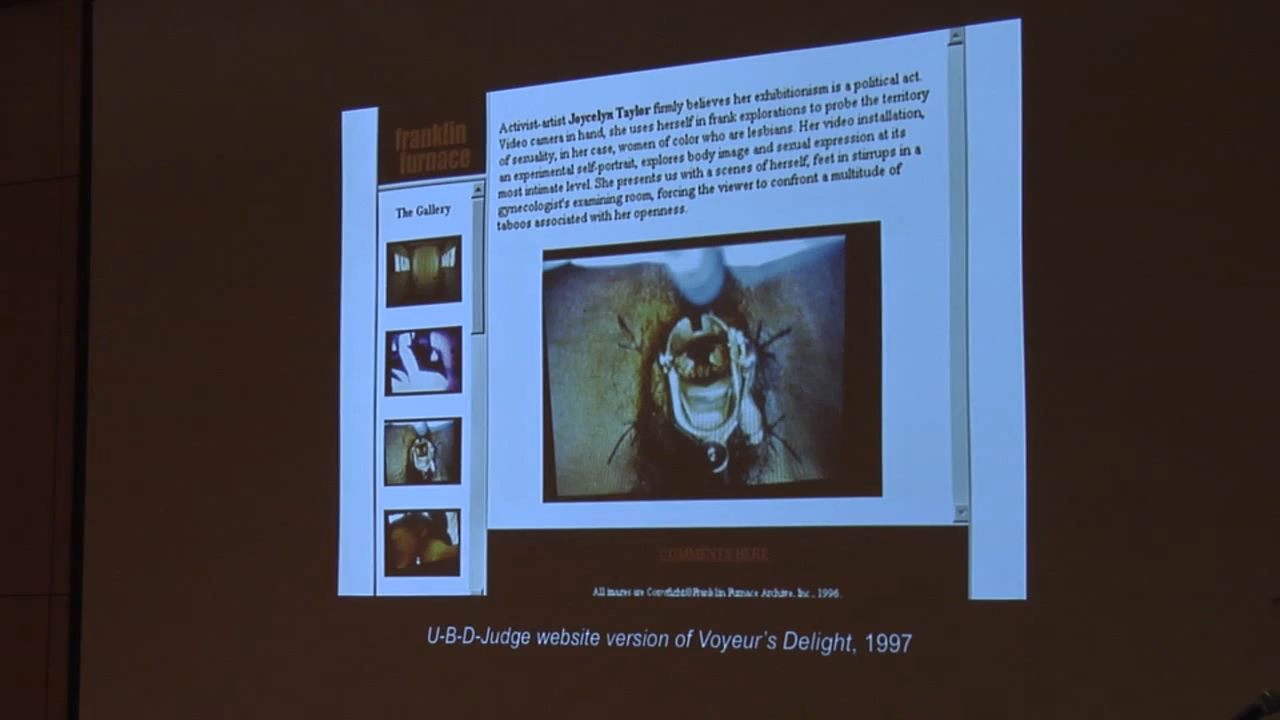 franklin
furnace
The Gallery
Activist-artist Joycelyn Taylor firmly believes her exhibitionism is a political act.
Video camera in hand, she uses herself in frank explorations to probe the territory
of sexuality, in her case, women of color who are lesbians. Her video installation,
an experimental self-portrait, explores body image and sexual expression at its
most intimate level. She presents us with a scenes of herself, feet in stirrups in a
gynecologist's examining room, forcing the viewer to confront a multitude of
taboos associated with her openness.
COMMENTS HERE
All images are Copyright©Franklin Furnace Archive, Inc., 1996.
U-B-D-Judge website version of Voyeur's Delight, 1997